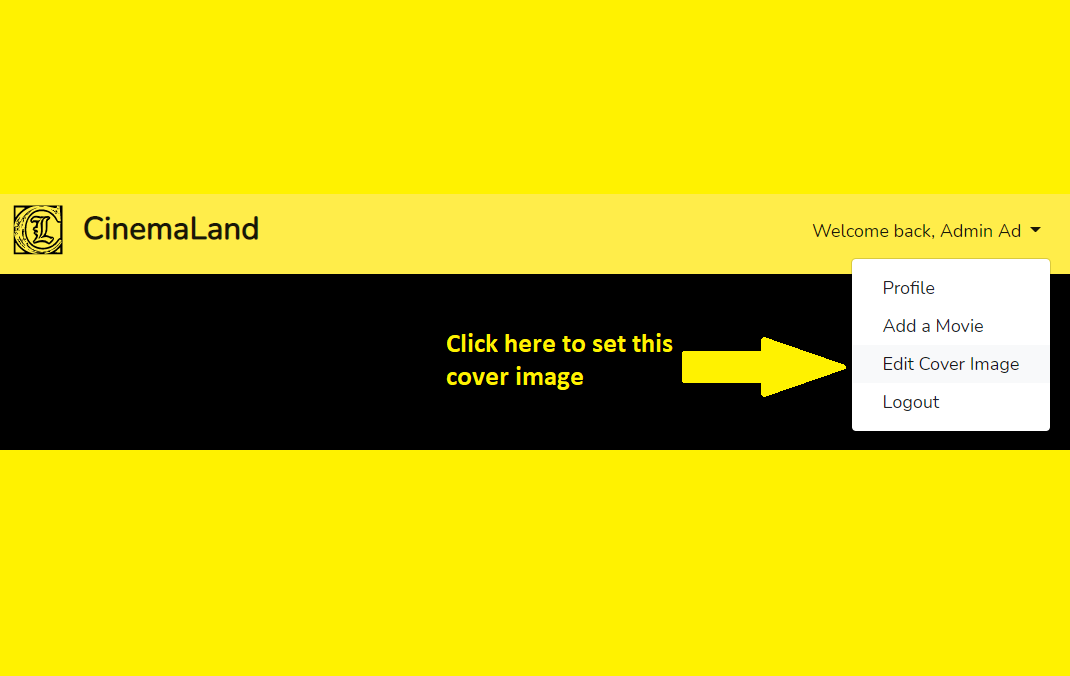 CinemaLand
Welcome back, Admin Ad
Profile
Add a Movie
Click here to set this
cover image
Edit Cover Image
Logout